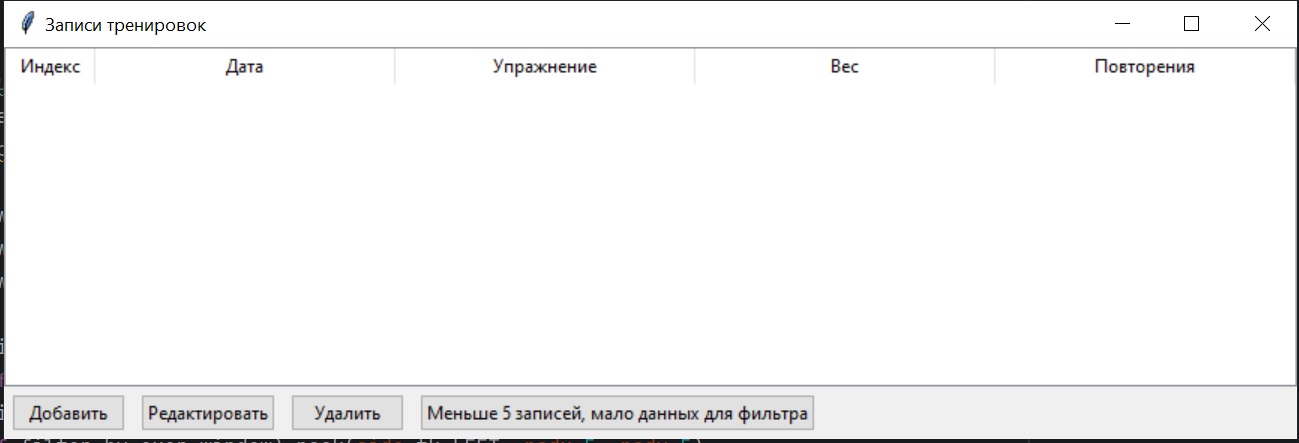 Записи тренировок
Индекс Дата Упражнение Вес Повторения
Добавить Редактировать Удалить Меньше 5 записей, мало данных для фильтра